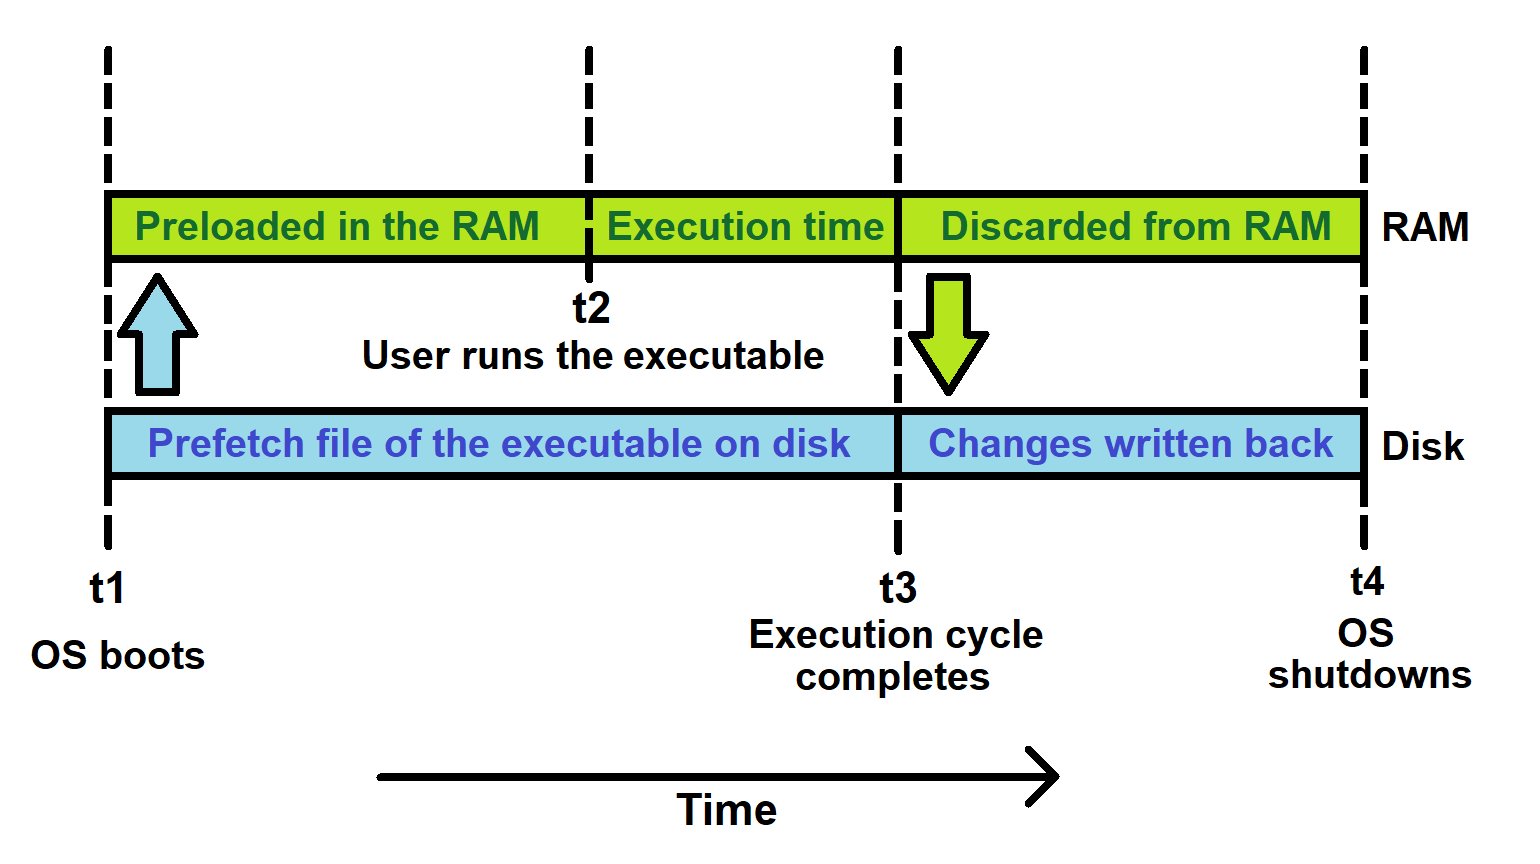 Preloaded in the RAM
Execution time
Discarded from RAM
RAM
t2
User runs the executable
Prefetch file of the executable on disk
Changes written back
Disk
t1
OS boots
t3
Execution cycle
completes
t4
OS
shutdowns
Time